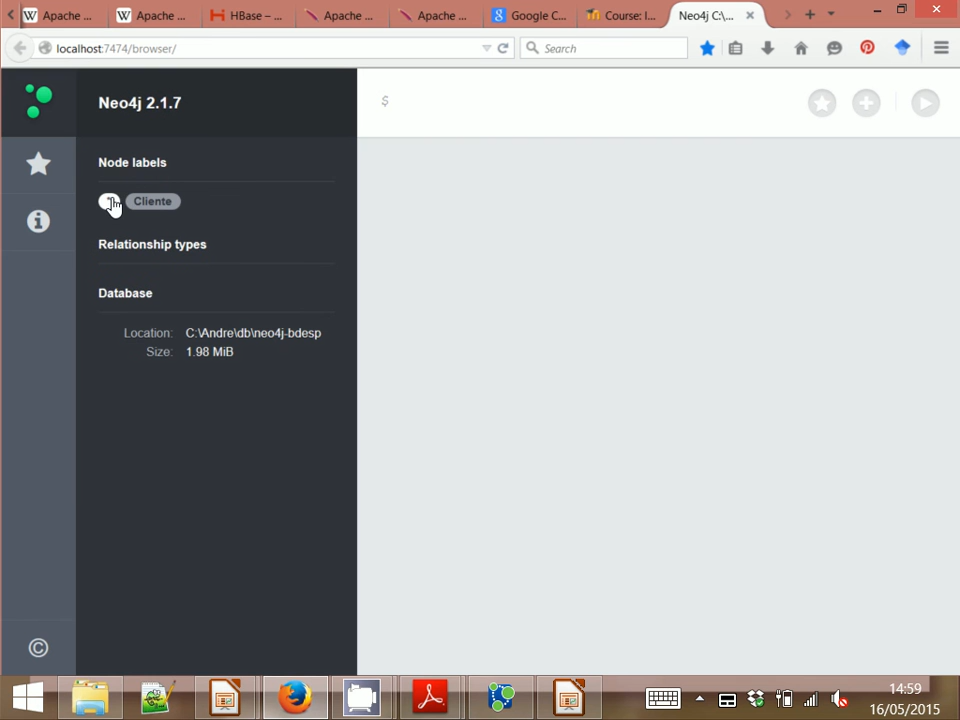 Apache ...
Apache ...
HBase – ...
Apache ...
Apache ...
Google C...
Course: I...
Neo4j C:\...
localhost:7474/browser/
Search
Neo4j 2.1.7
$
Node labels
Cliente
Relationship types
Database
Location: C:\Andre\db\neo4j-bdesp
Size: 1.98 MiB
14:59
16/05/2015